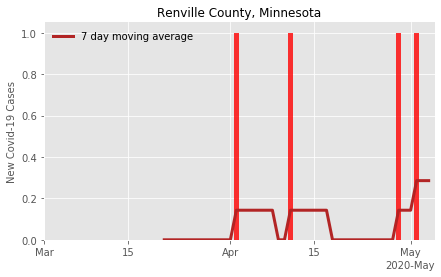 Renville County, Minnesota
7 day moving average
New Covid-19 Cases
1.0
0.8
0.6
0.4
0.2
0.0
Mar 15 Apr 15 May
2020-May